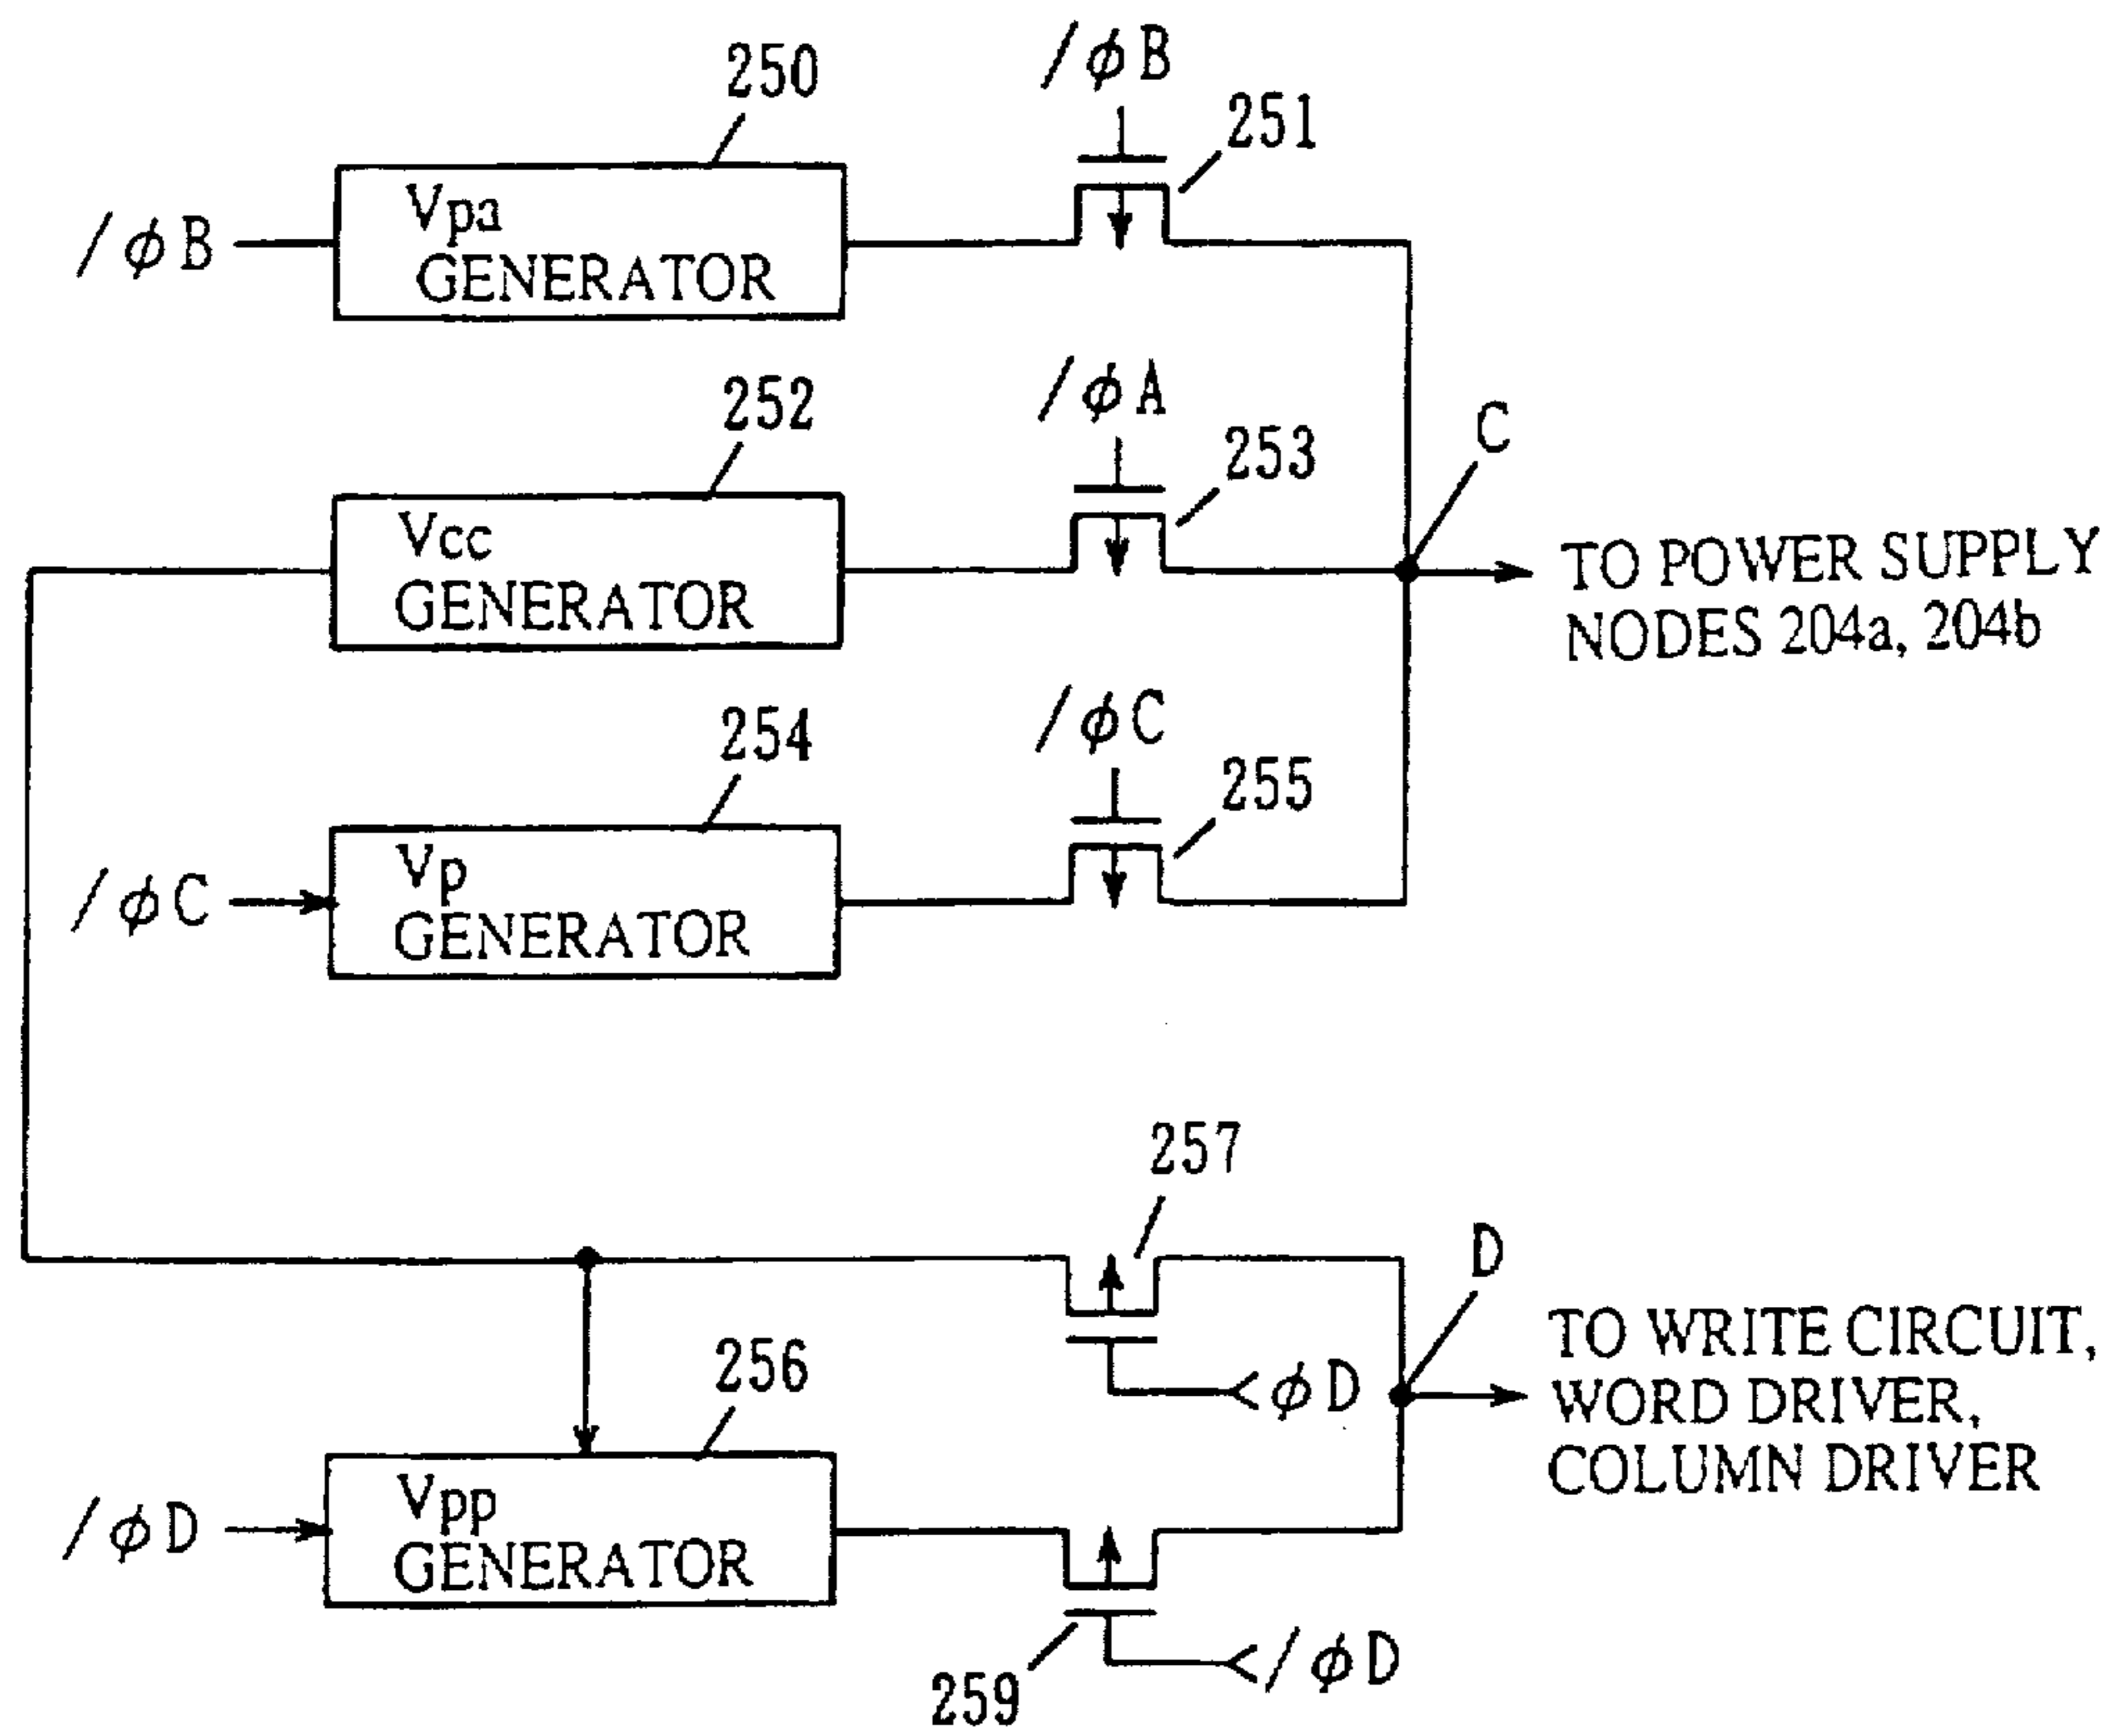 250
/φB
251
/φB
Vpa
GENERATOR
252
/φA
253
C
Vcc
GENERATOR
TO POWER SUPPLY
NODES 204a, 204b
254
/φC
255
/φC
Vp
GENERATOR
257
D
256
φD
TO WRITE CIRCUIT,
WORD DRIVER,
COLUMN DRIVER
/φD
Vpp
GENERATOR
259
/φD